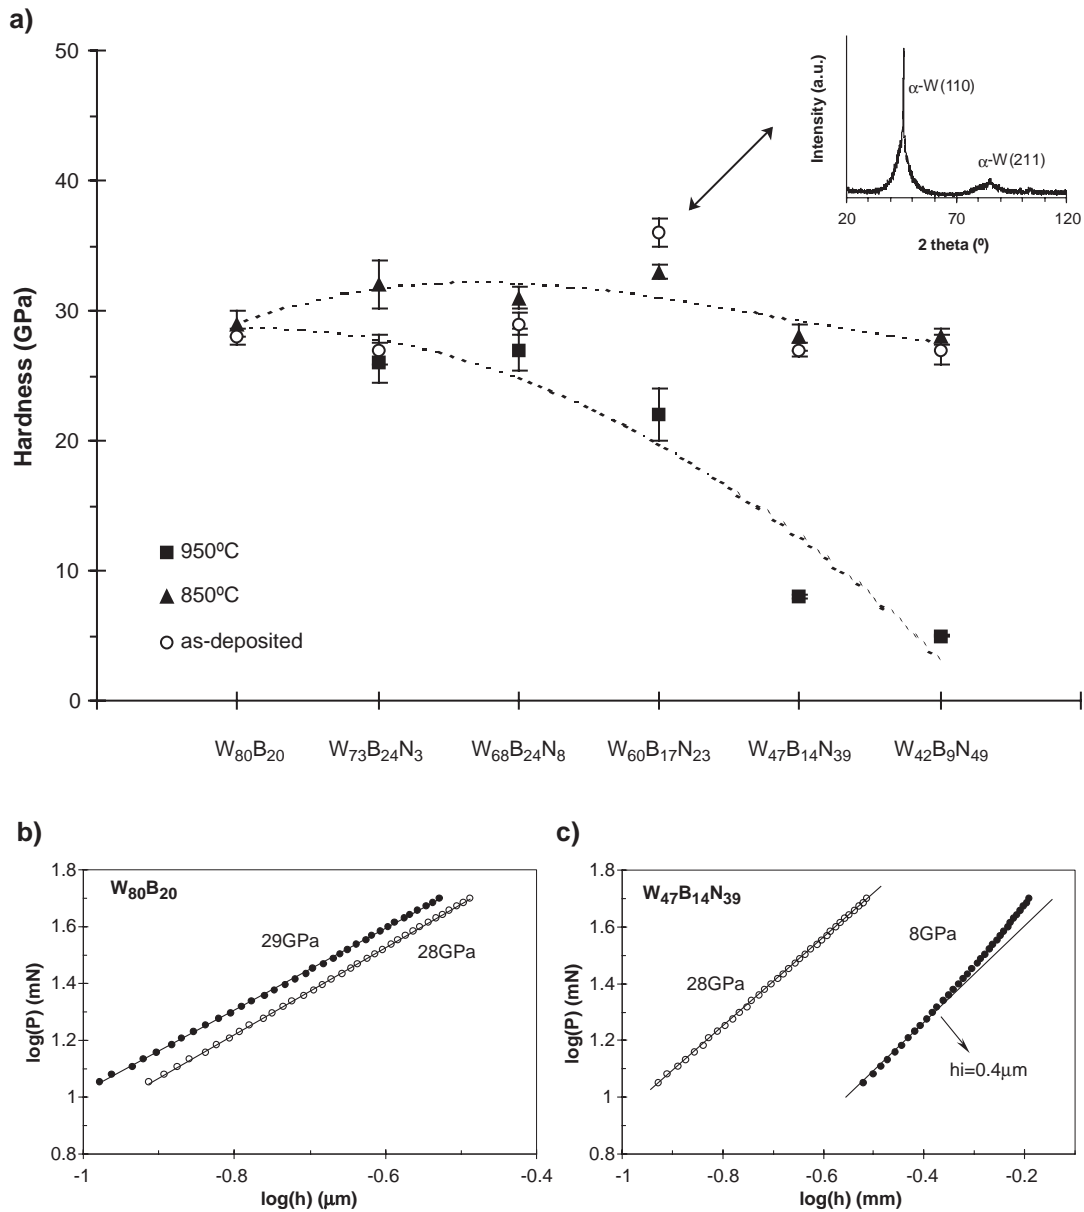 a)
50
40
30
20
10
0
Hardness (GPa)
950ºC
850ºC
as-deposited
W80B20
W73B24N3
W68B24N8
W60B17N23
W47B14N39
W42B9N49
Intensity (a.u.)
α-W(110)
α-W(211)
20
70
120
2 theta (º)
b)
W80B20
1.8
1.6
1.4
1.2
1
0.8
log(P) (mN)
29GPa
28GPa
-1
-0.8
-0.6
-0.4
log(h) (μm)
c)
W47B14N39
1.8
1.6
1.4
1.2
1
0.8
log(P) (mN)
8GPa
28GPa
hi=0.4μm
-1
-0.8
-0.6
-0.4
-0.2
log(h) (mm)